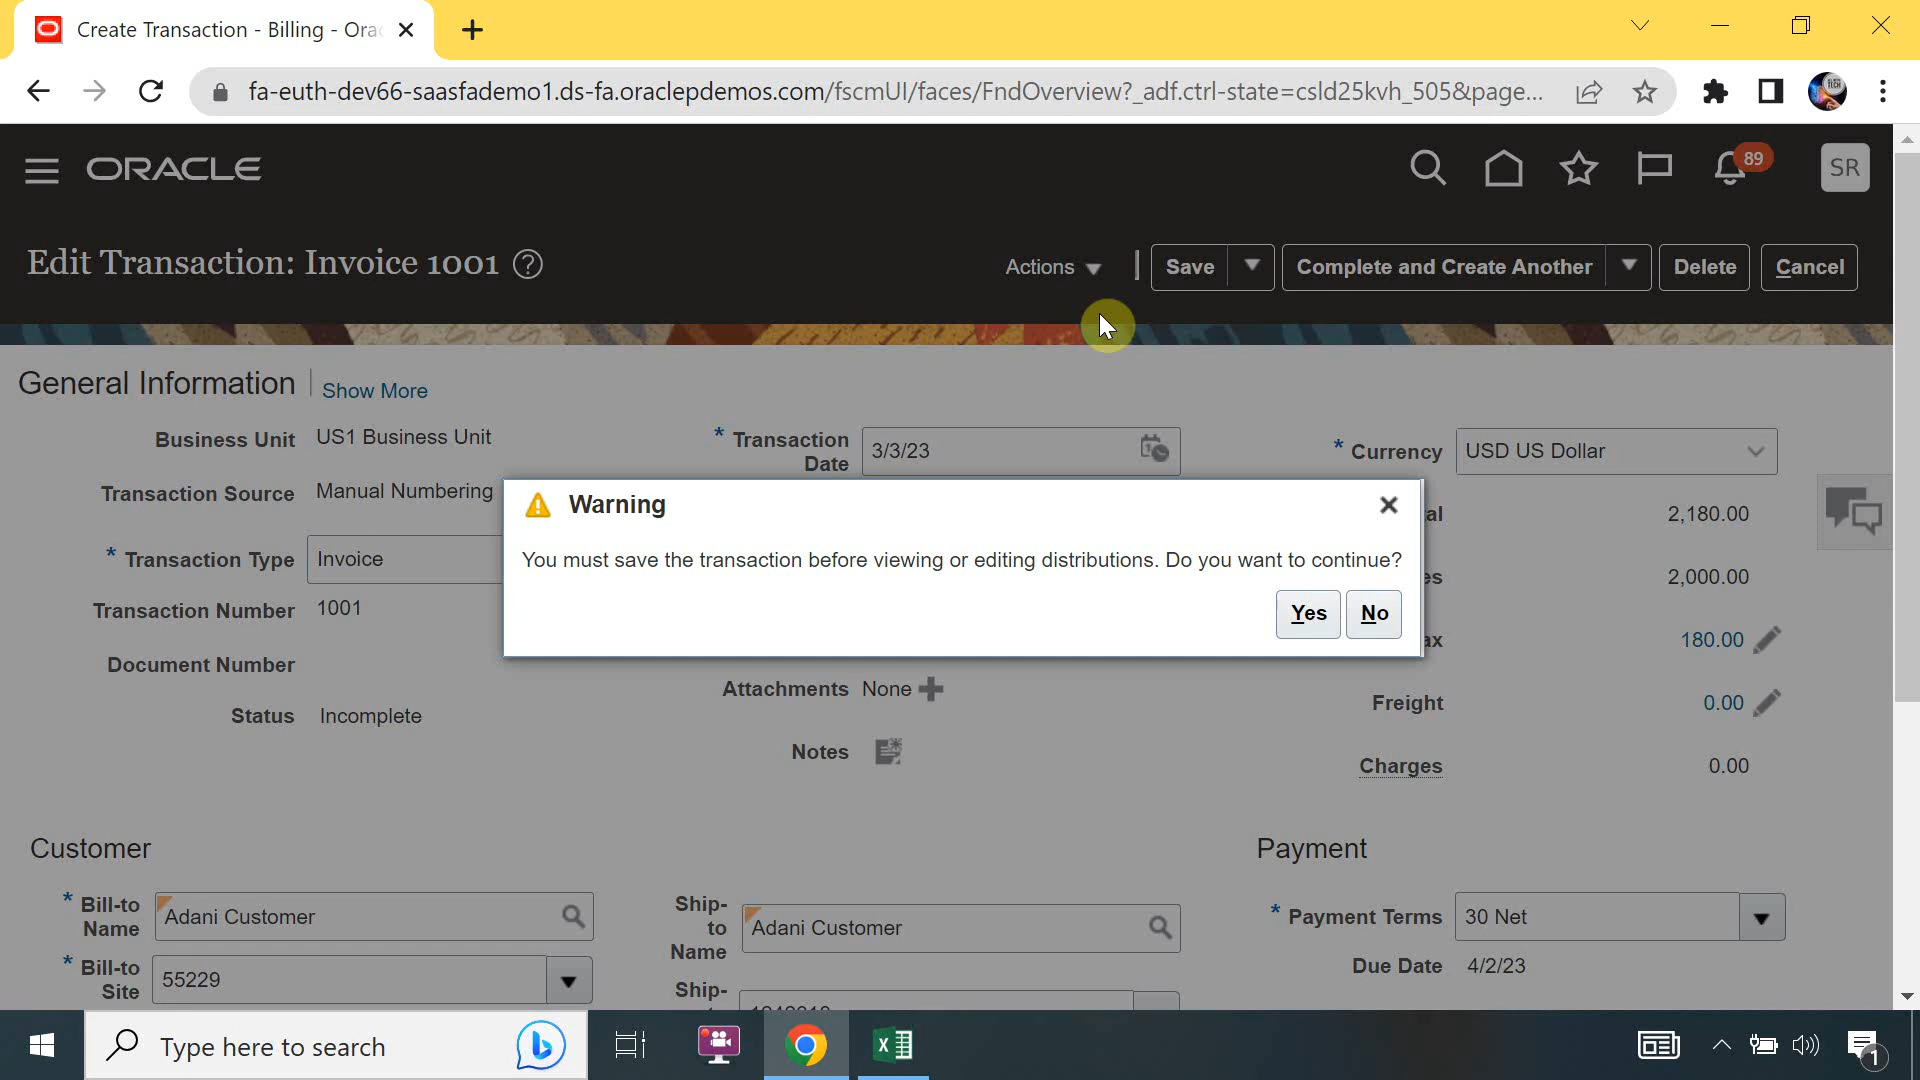 Create Transaction - Billing - Orac
fa-euth-dev66-saasfademo1.ds-fa.oraclepdemos.com/fscmUI/faces/FndOverview?_adf.ctrl-state=csld25kvh_505&page...
ORACLE
89
SR
Edit Transaction: Invoice 1001 ?
Actions
Save
Complete and Create Another
Delete
Cancel
General Information
Show More
Business Unit US1 Business Unit
* Transaction Date 3/3/23
* Currency USD US Dollar
Transaction Source Manual Numbering
al 2,180.00
Warning
You must save the transaction before viewing or editing distributions. Do you want to continue?
Yes No
* Transaction Type Invoice
es 2,000.00
Transaction Number 1001
ax 180.00
Document Number
Attachments None
Freight 0.00
Status Incomplete
Notes
Charges 0.00
Customer
Payment
* Bill-to Name Adani Customer
Ship-to Name Adani Customer
* Payment Terms 30 Net
* Bill-to Site 55229
Ship-
Due Date 4/2/23
Type here to search
1